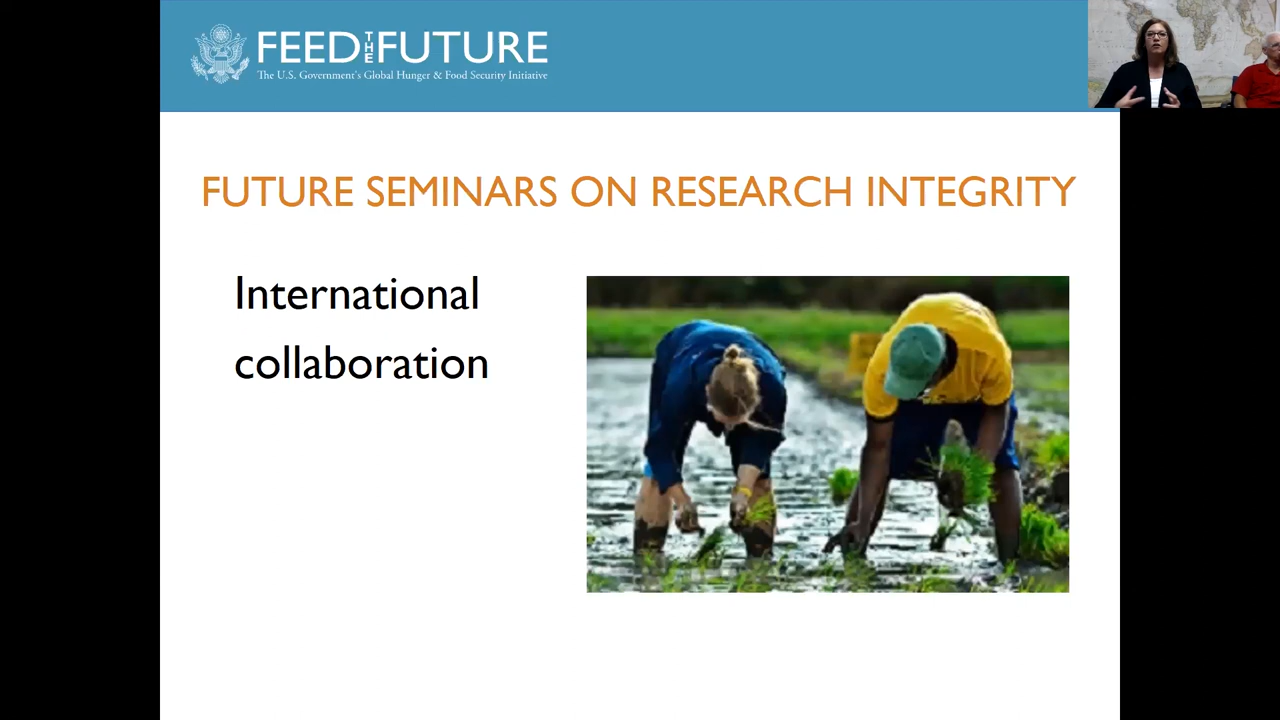 FEED THE FUTURE
The U.S. Government's Global Hunger & Food Security Initiative
FUTURE SEMINARS ON RESEARCH INTEGRITY
International
collaboration